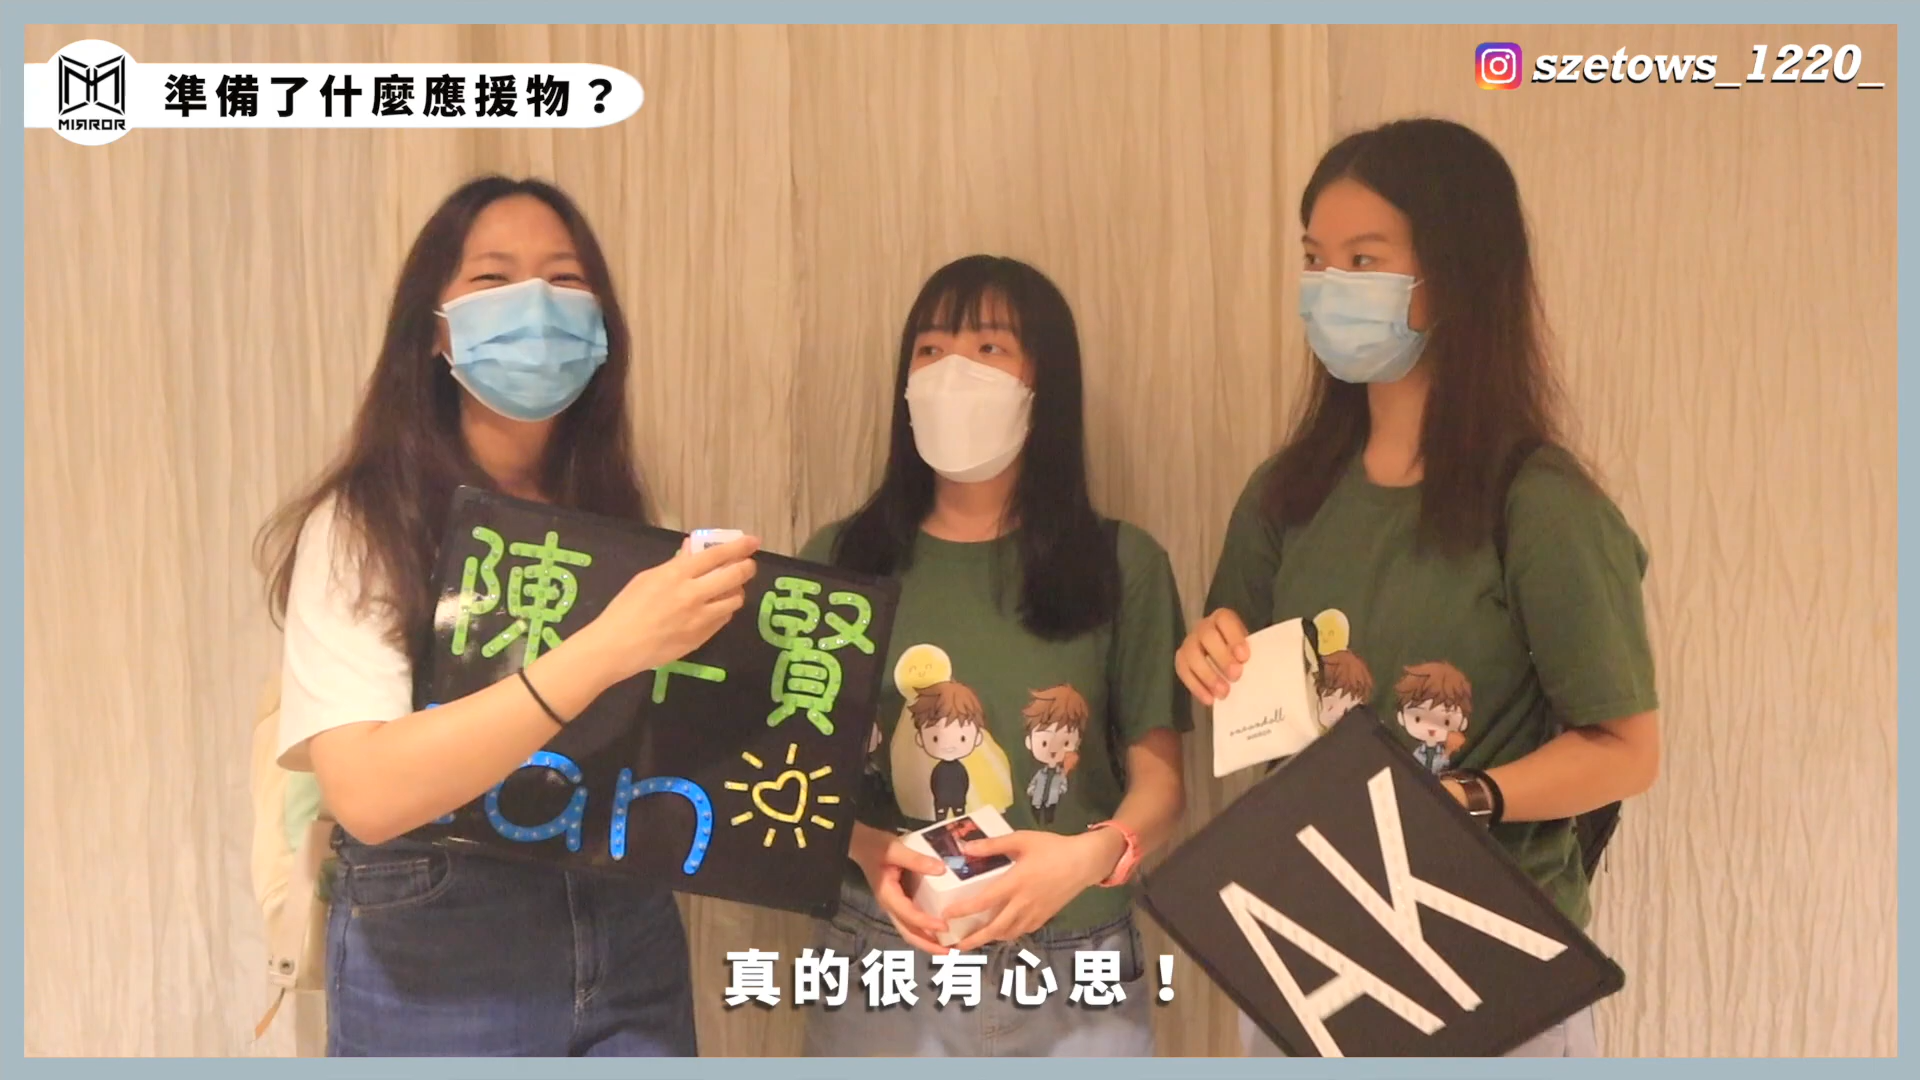 MIRROR
準備了什麼應援物？
szetows_1220_
陳 賢
an
AK
真的很有心思！